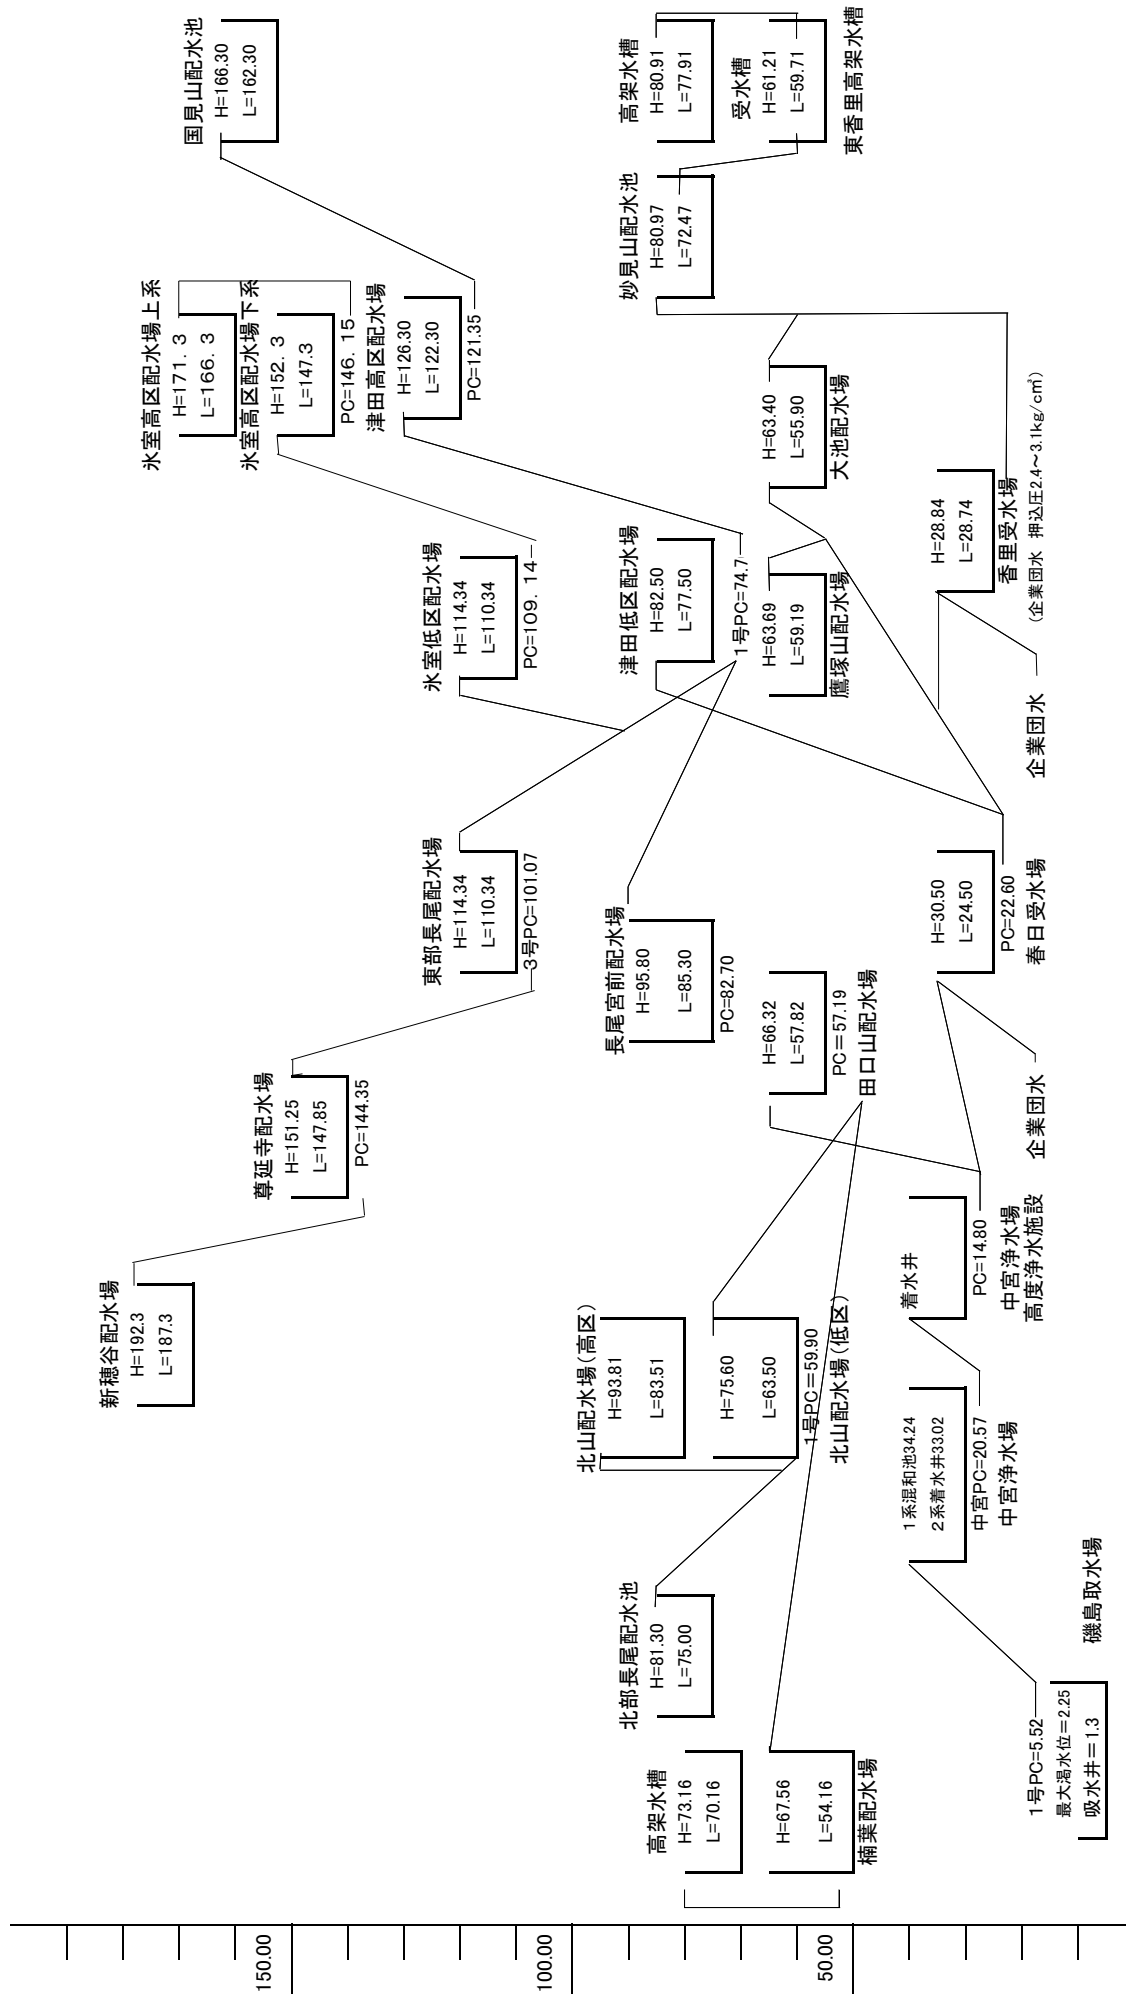 新穂谷配水場
H=192.3
L=187.3
氷室高区配水場上系
H=171. 3
L=166. 3
国見山配水池
H=166.30
L=162.30
尊延寺配水場
H=151.25
L=147.85
PC=144.35
氷室高区配水場下系
H=152. 3
L=147.3
PC=146. 15
津田高区配水場
H=126.30
L=122.30
PC=121.35
東部長尾配水場
H=114.34
L=110.34
3号PC=101.07
氷室低区配水場
H=114.34
L=110.34
PC=109. 14
北山配水場(高区)
H=93.81
L=83.51
長尾宮前配水場
H=95.80
L=85.30
PC=82.70
津田低区配水場
H=82.50
L=77.50
1号PC=74.7
妙見山配水池
H=80.97
L=72.47
高架水槽
H=80.91
L=77.91
受水槽
H=61.21
L=59.71
東香里高架水槽
高架水槽
H=73.16
L=70.16
H=67.56
L=54.16
楠葉配水場
北部長尾配水池
H=81.30
L=75.00
H=75.60
L=63.50
1号PC=59.90
北山配水場(低区)
H=66.32
L=57.82
PC=57.19
田口山配水場
H=63.69
L=59.19
鷹塚山配水場
H=63.40
L=55.90
大池配水場
1号PC=5.52
最大渇水位=2.25
吸水井=1.3
磯島取水場
1系混和池34.24
2系着水井33.02
中宮PC=20.57
中宮浄水場
着水井
PC=14.80
中宮浄水場
高度浄水施設
企業団水
H=30.50
L=24.50
PC=22.60
春日受水場
企業団水
H=28.84
L=28.74
香里受水場
(企業団水 押込圧2.4～3.1kg/c㎡)
150.00
100.00
50.00